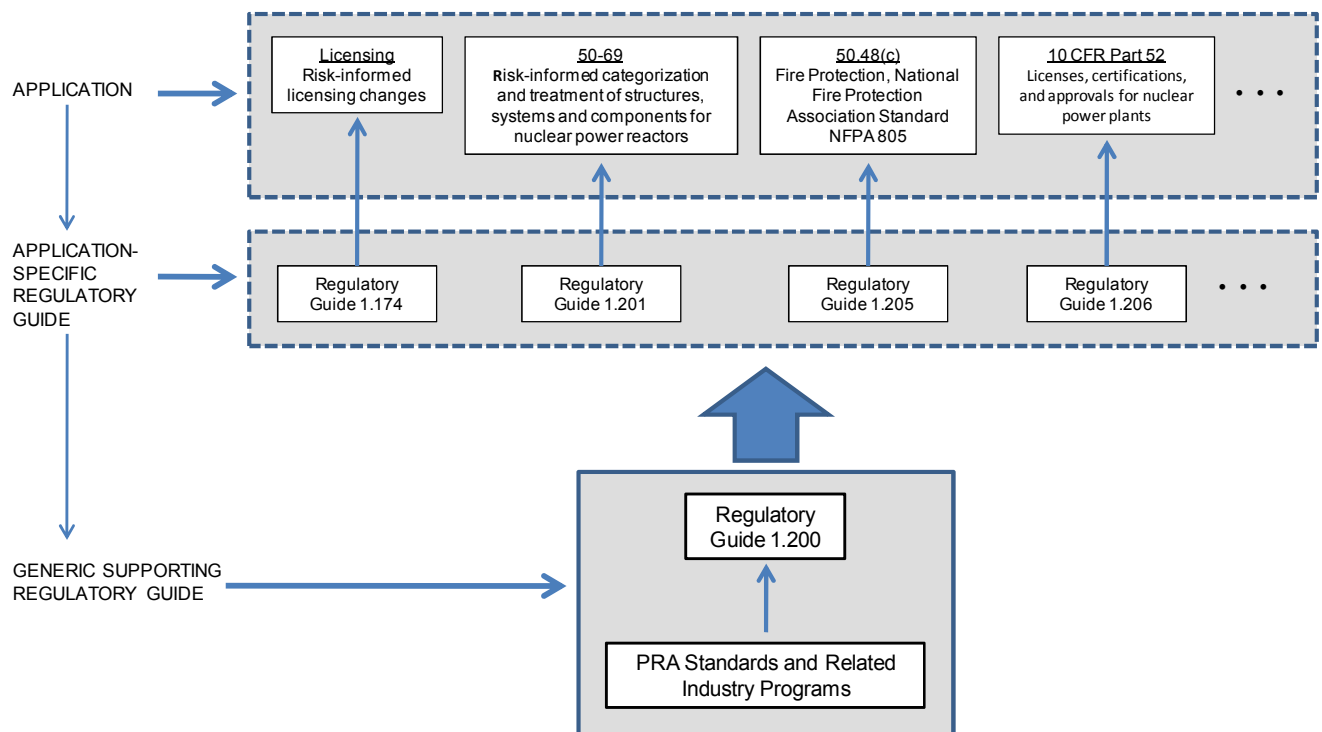 APPLICATION
Licensing
Risk-informed
licensing changes
50-69
Risk-informed categorization
and treatment of structures,
systems and components for
nuclear power reactors
50.48(c)
Fire Protection, National
Fire Protection
Association Standard
NFPA 805
10 CFR Part 52
Licenses, certifications,
and approvals for nuclear
power plants
• • •
APPLICATION-
SPECIFIC
REGULATORY
GUIDE
Regulatory
Guide 1.174
Regulatory
Guide 1.201
Regulatory
Guide 1.205
Regulatory
Guide 1.206
• • •
GENERIC SUPPORTING
REGULATORY GUIDE
Regulatory
Guide 1.200
PRA Standards and Related
Industry Programs